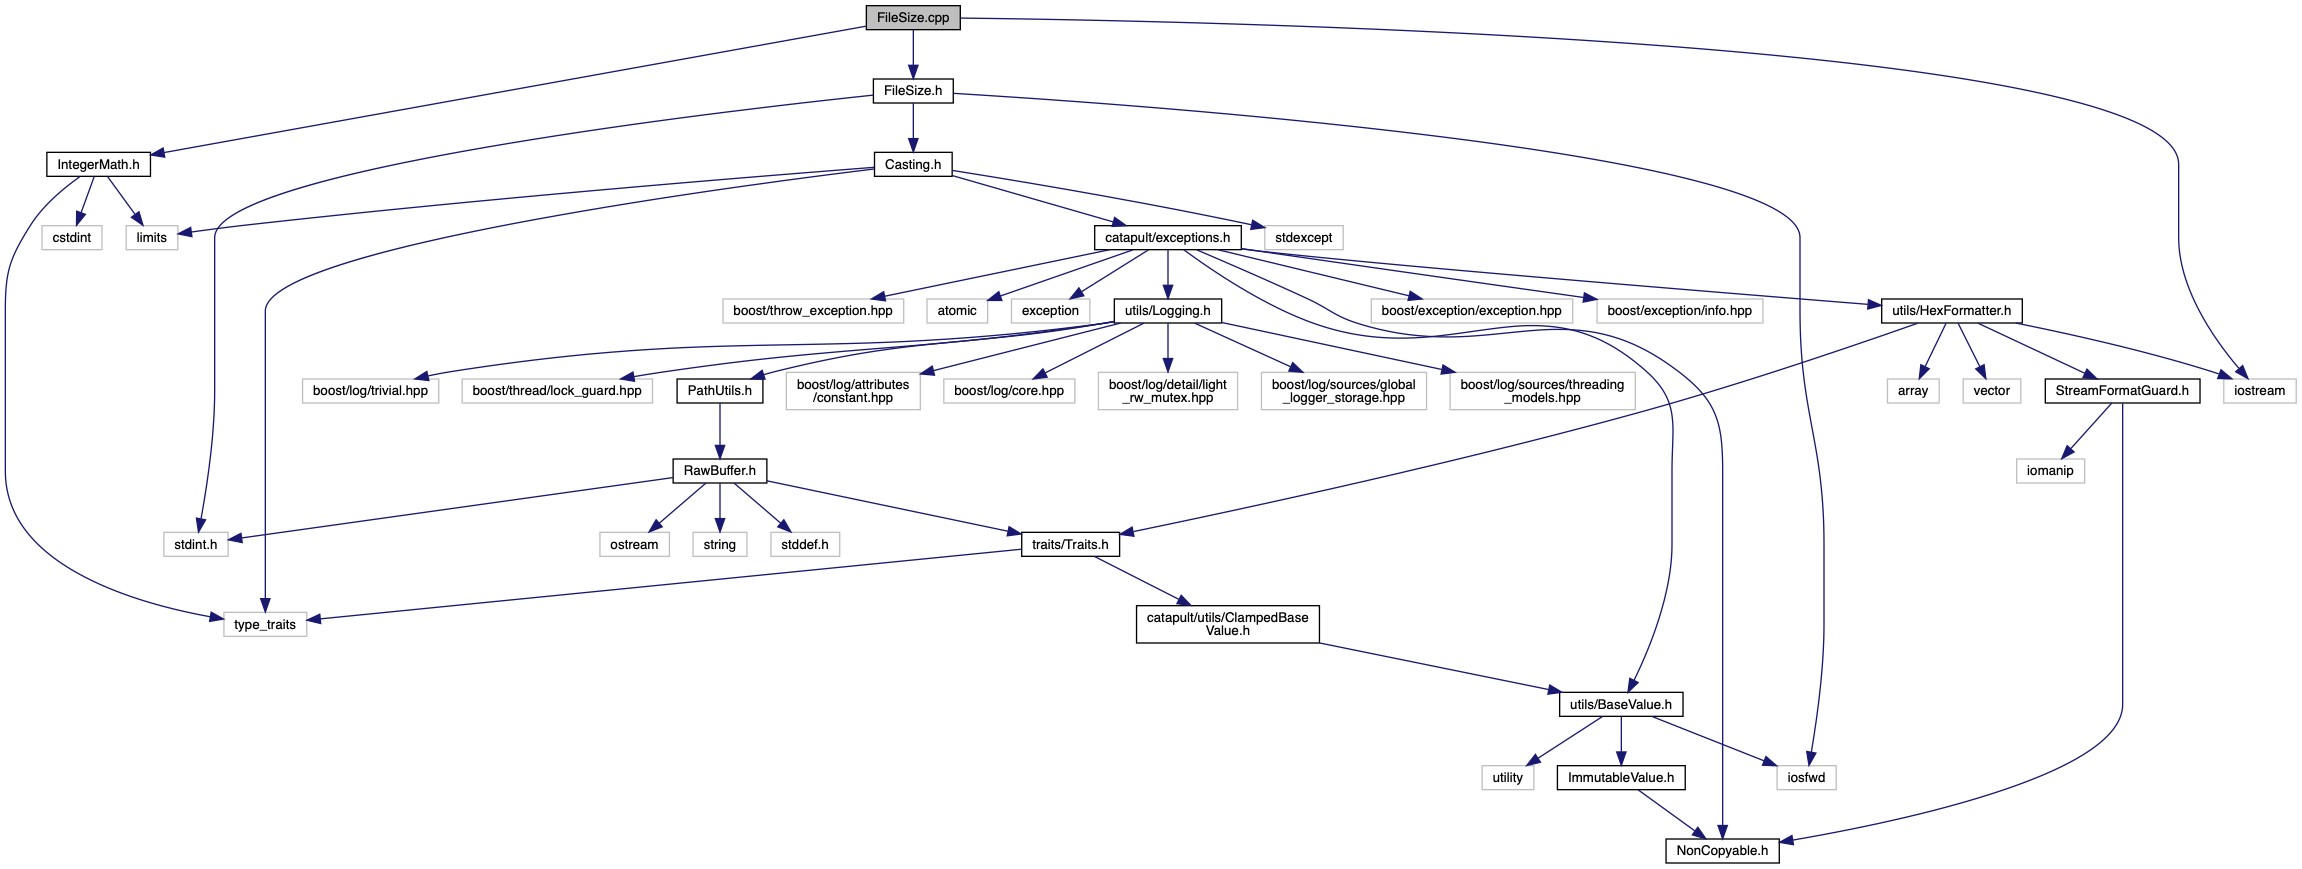 FileSize.cpp
FileSize.h
IntegerMath.h
Casting.h
cstdint
limits
catapult/exceptions.h
stdexcept
boost/throw_exception.hpp
atomic
exception
utils/Logging.h
boost/exception/exception.hpp
boost/exception/info.hpp
utils/HexFormatter.h
boost/log/trivial.hpp
boost/thread/lock_guard.hpp
PathUtils.h
boost/log/attributes
/constant.hpp
boost/log/core.hpp
boost/log/detail/light
_rw_mutex.hpp
boost/log/sources/global
_logger_storage.hpp
boost/log/sources/threading
_models.hpp
array
vector
StreamFormatGuard.h
iostream
RawBuffer.h
iomanip
stdint.h
ostream
string
stddef.h
traits/Traits.h
type_traits
catapult/utils/ClampedBase
Value.h
utils/BaseValue.h
utility
ImmutableValue.h
iosfwd
NonCopyable.h